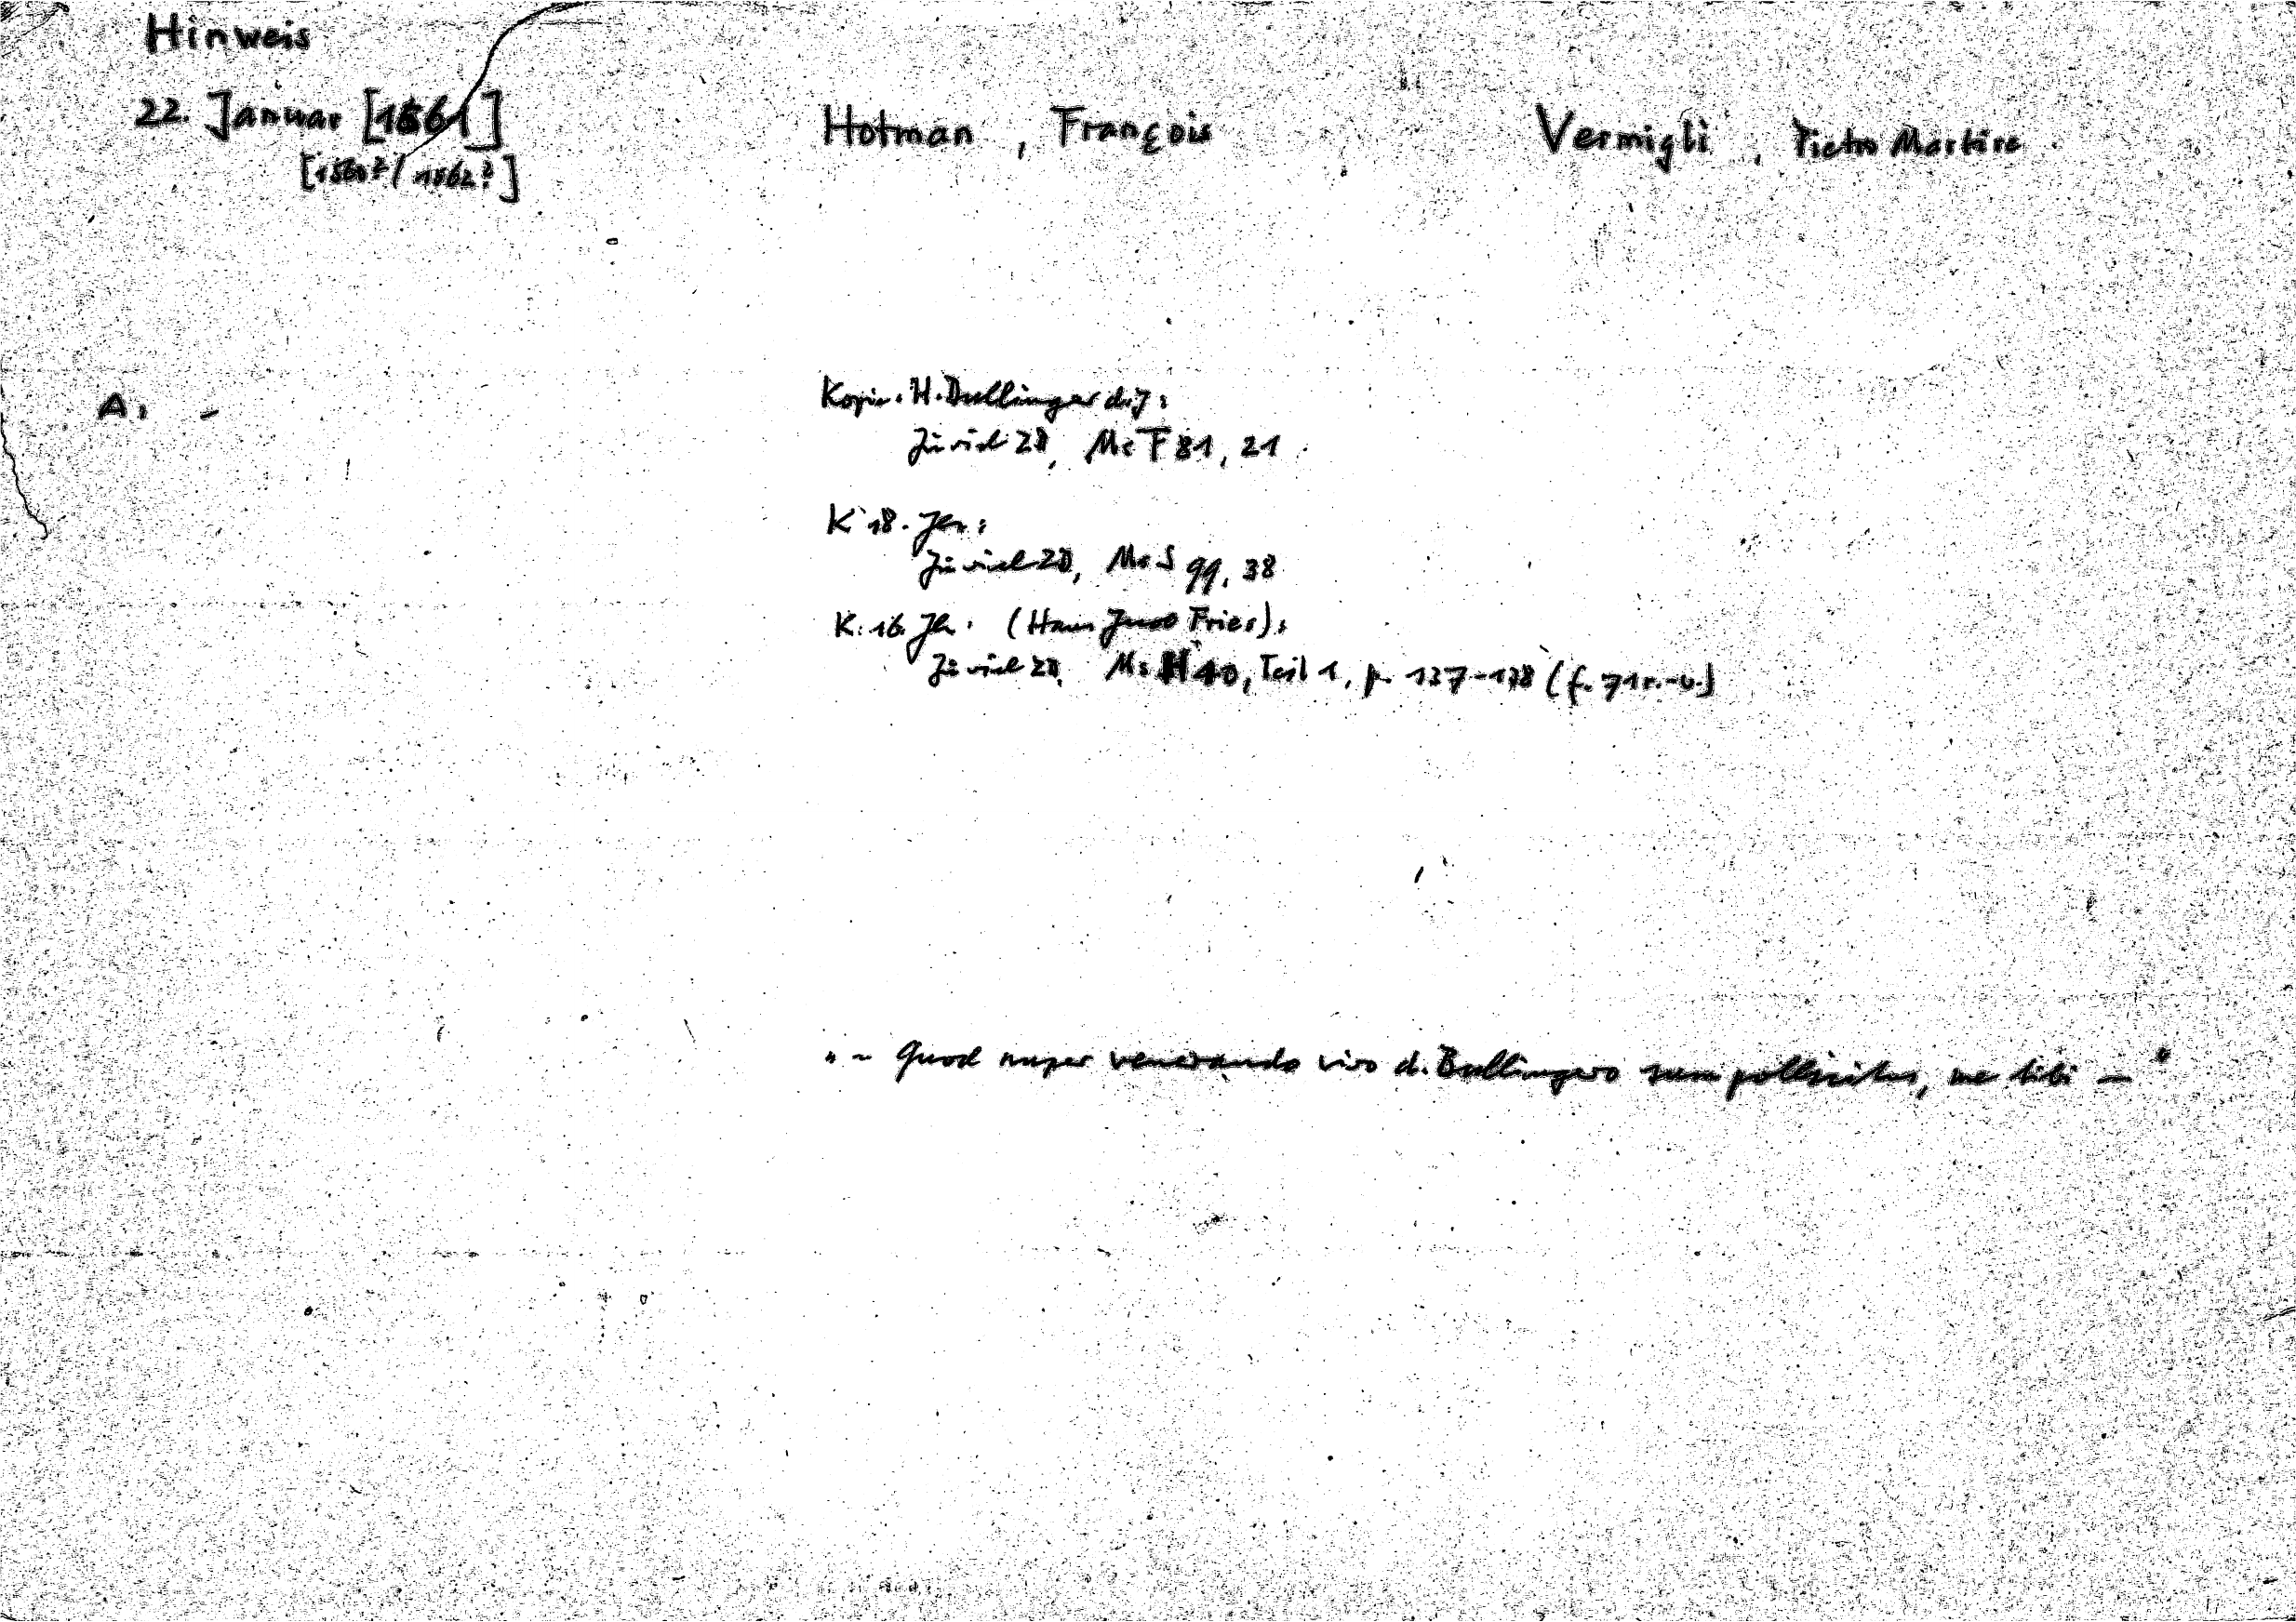 Hinweis
22. Januar [1561]
[1560?/1562?]
Hotman, François
Vermigli, Pietro Martire
A: -
Kopie. H. Bullinger d. J:
Zürich ZB, Ms F 81, 21
K 18. Jh.:
Zürich ZB, Ms S 99, 38
K. 16. Jh. (Hans Jacob Fries):
Zürich ZB, Ms H 40, Teil 1, p. 137-138 (f. 71r.-v.)
"- Quod nuper venerando viro d. Bullingero sum pollicitus, me tibi -"